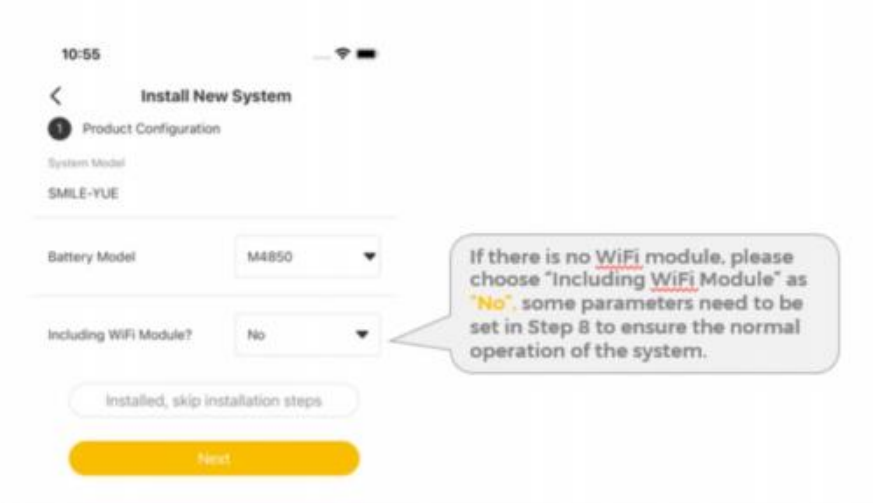 10:55
Install New System
1 Product Configuration
System Model
SMILE-YUE
Battery Model M4850
Including WiFi Module? No
Installed, skip installation steps
Next
If there is no WiFi module, please
choose "Including WiFi Module" as
"No", some parameters need to be
set in Step 8 to ensure the normal
operation of the system.